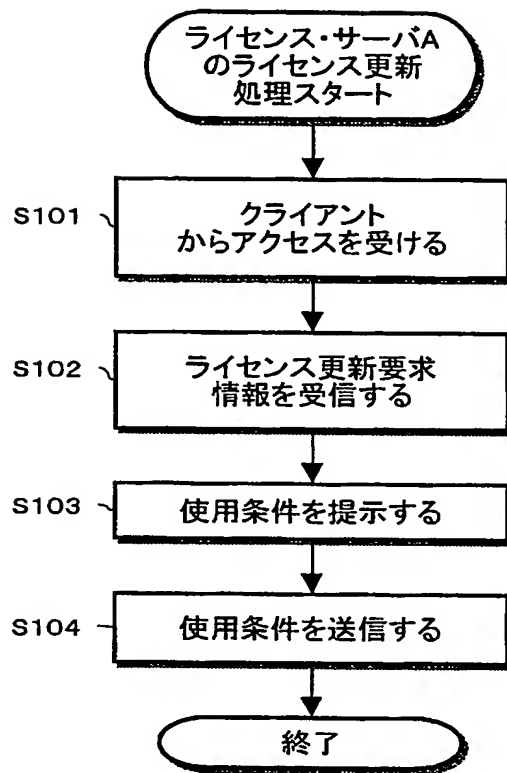 ライセンス・サーバA
のライセンス更新
処理スタート
S101
クライアント
からアクセスを受ける
S102
ライセンス更新要求
情報を受信する
S103
使用条件を提示する
S104
使用条件を送信する
終了